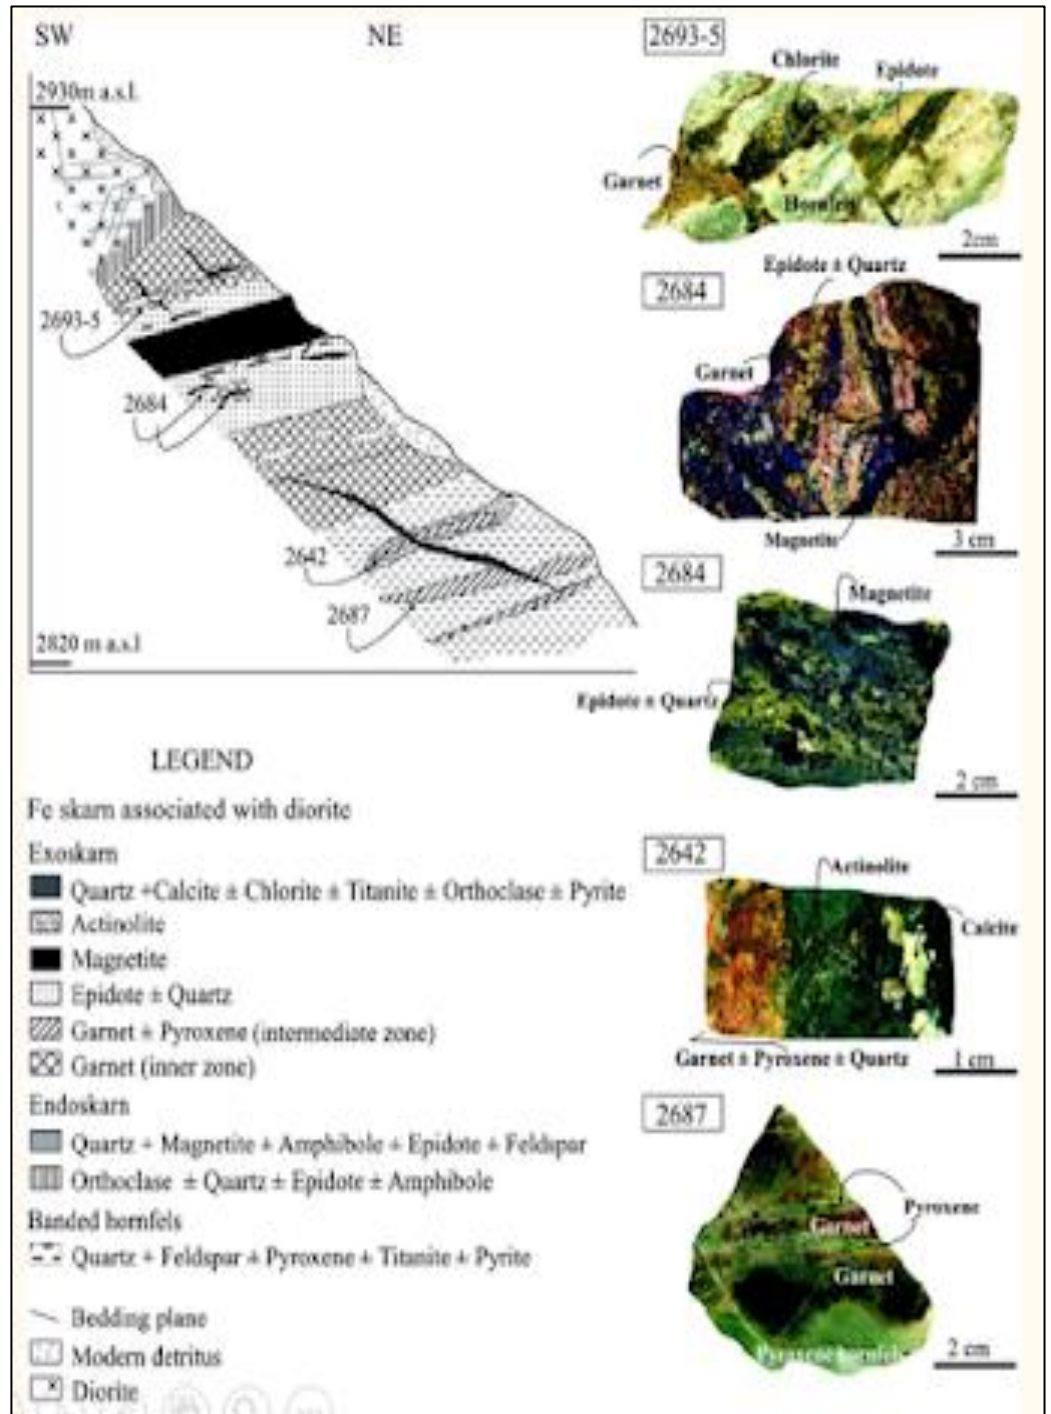 SW
NE
2930m a.s.l.
2693-5
2684
2642
2687
2820 m a.s.l
2693-5
Chlorite
Epidote
Garnet
Hornfels
2cm
2684
Epidote ± Quartz
Garnet
Magnetite
3 cm
2684
Magnetite
Epidote ± Quartz
2 cm
2642
Actinolite
Calcite
Garnet ± Pyroxene ± Quartz
1 cm
2687
Pyroxene
Garnet
Garnet
Pyroxene hornfels
2 cm
LEGEND
Fe skarn associated with diorite
Exoskarn
Quartz +Calcite ± Chlorite ± Titanite ± Orthoclase ± Pyrite
Actinolite
Magnetite
Epidote ± Quartz
Garnet ± Pyroxene (intermediate zone)
Garnet (inner zone)
Endoskarn
Quartz + Magnetite + Amphibole + Epidote + Feldspar
Orthoclase ± Quartz ± Epidote ± Amphibole
Banded hornfels
Quartz + Feldspar + Pyroxene + Titanite + Pyrite
Bedding plane
Modern detritus
Diorite